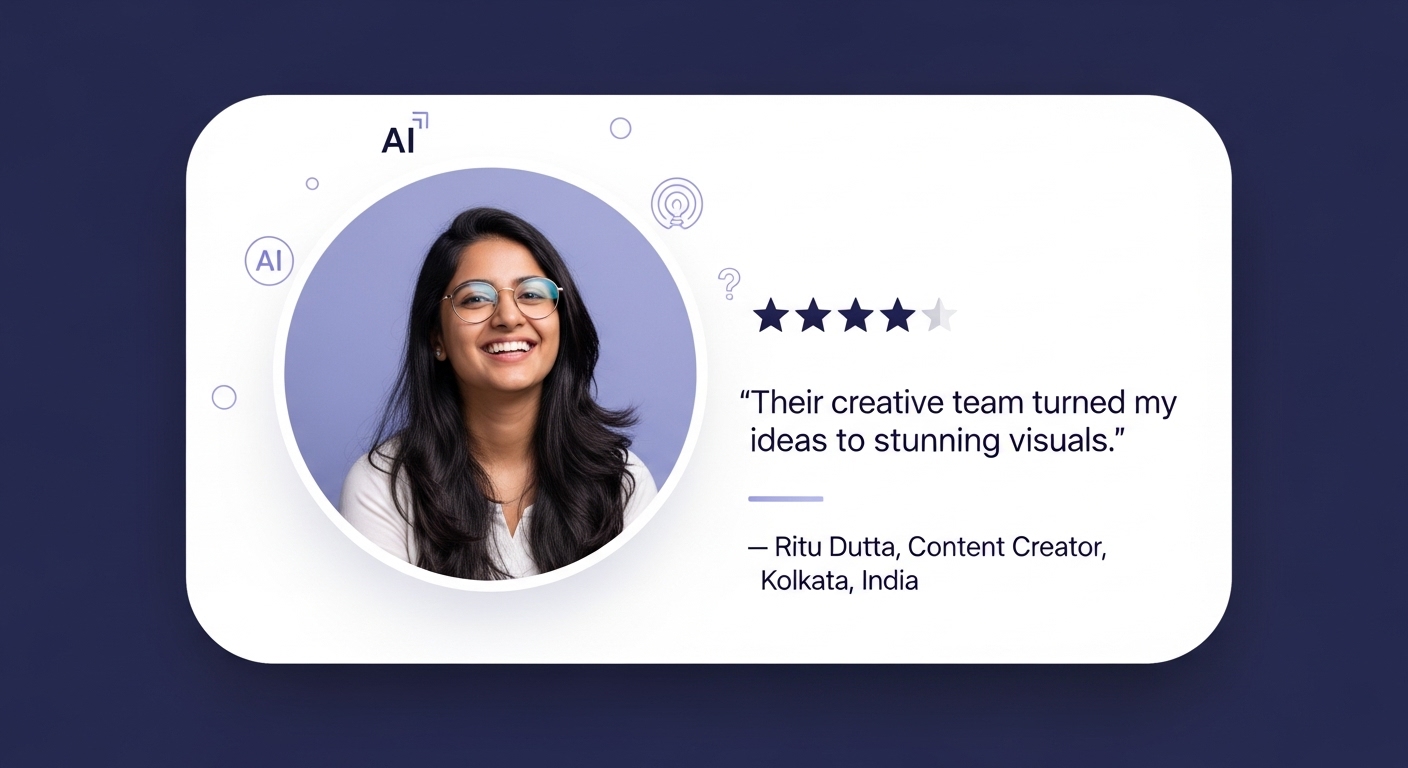 AI
AI
?
“Their creative team turned my
ideas to stunning visuals.”
— Ritu Dutta, Content Creator,
Kolkata, India